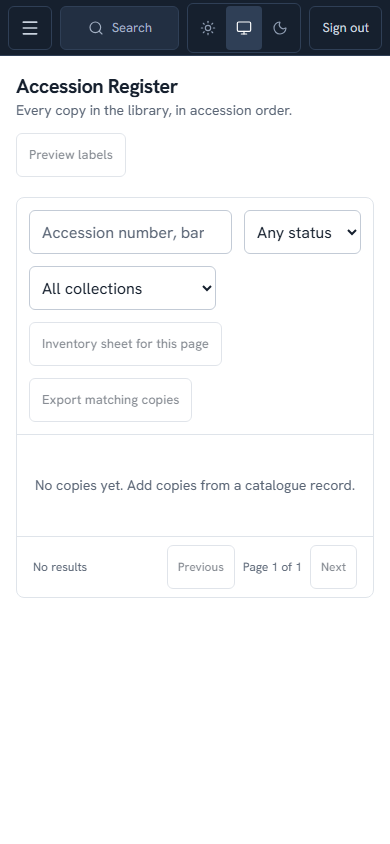 Search
Sign out
Accession Register
Every copy in the library, in accession order.
Preview labels
Accession number, bar
Any status
All collections
Inventory sheet for this page
Export matching copies
No copies yet. Add copies from a catalogue record.
No results
Previous
Page 1 of 1
Next